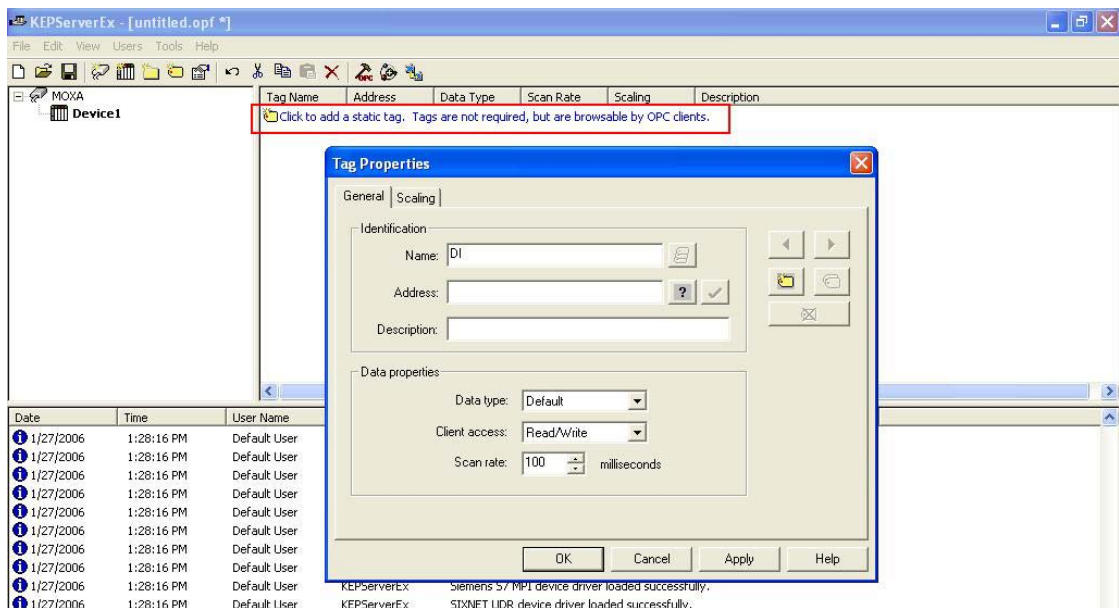 KEPServerEx - [untitled.opf *]
File Edit View Users Tools Help
MOXA
Device1
Tag Name Address Data Type Scan Rate Scaling Description
Click to add a static tag. Tags are not required, but are browsable by OPC clients.
Tag Properties
General Scaling
Identification
Name: DI
Address:
?
Description:
Data properties
Data type: Default
Client access: Read/Write
Scan rate: 100 milliseconds
OK Cancel Apply Help
Date Time User Name
1/27/2006 1:28:16 PM Default User
1/27/2006 1:28:16 PM Default User
1/27/2006 1:28:16 PM Default User
1/27/2006 1:28:16 PM Default User
1/27/2006 1:28:16 PM Default User
1/27/2006 1:28:16 PM Default User
1/27/2006 1:28:16 PM Default User
1/27/2006 1:28:16 PM Default User
1/27/2006 1:28:16 PM Default User KEPServerEx Siemens S7 MPI device driver loaded successfully.
1/27/2006 1:28:16 PM Default User KEPServerEx SIXNET UDR device driver loaded successfully.